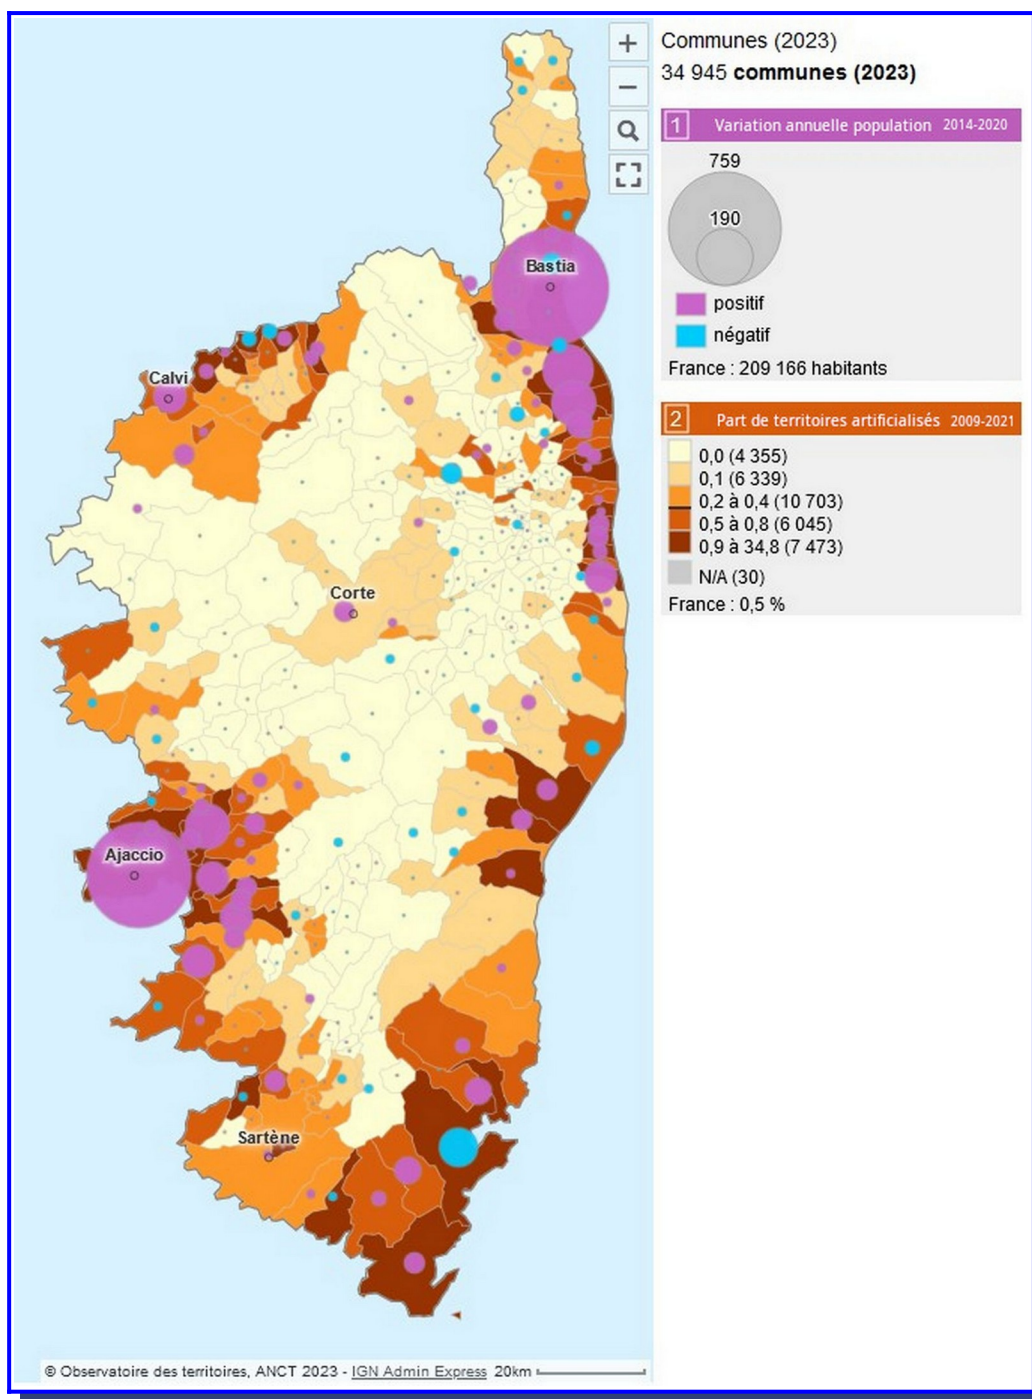 +
−
Communes (2023)
34 945 communes (2023)
1 Variation annuelle population 2014-2020
759
190
positif
négatif
France : 209 166 habitants
2 Part de territoires artificialisés 2009-2021
0,0 (4 355)
0,1 (6 339)
0,2 à 0,4 (10 703)
0,5 à 0,8 (6 045)
0,9 à 34,8 (7 473)
N/A (30)
France : 0,5 %
Bastia
Calvi
Corte
Ajaccio
Sartène
© Observatoire des territoires, ANCT 2023 - IGN Admin Express 20km